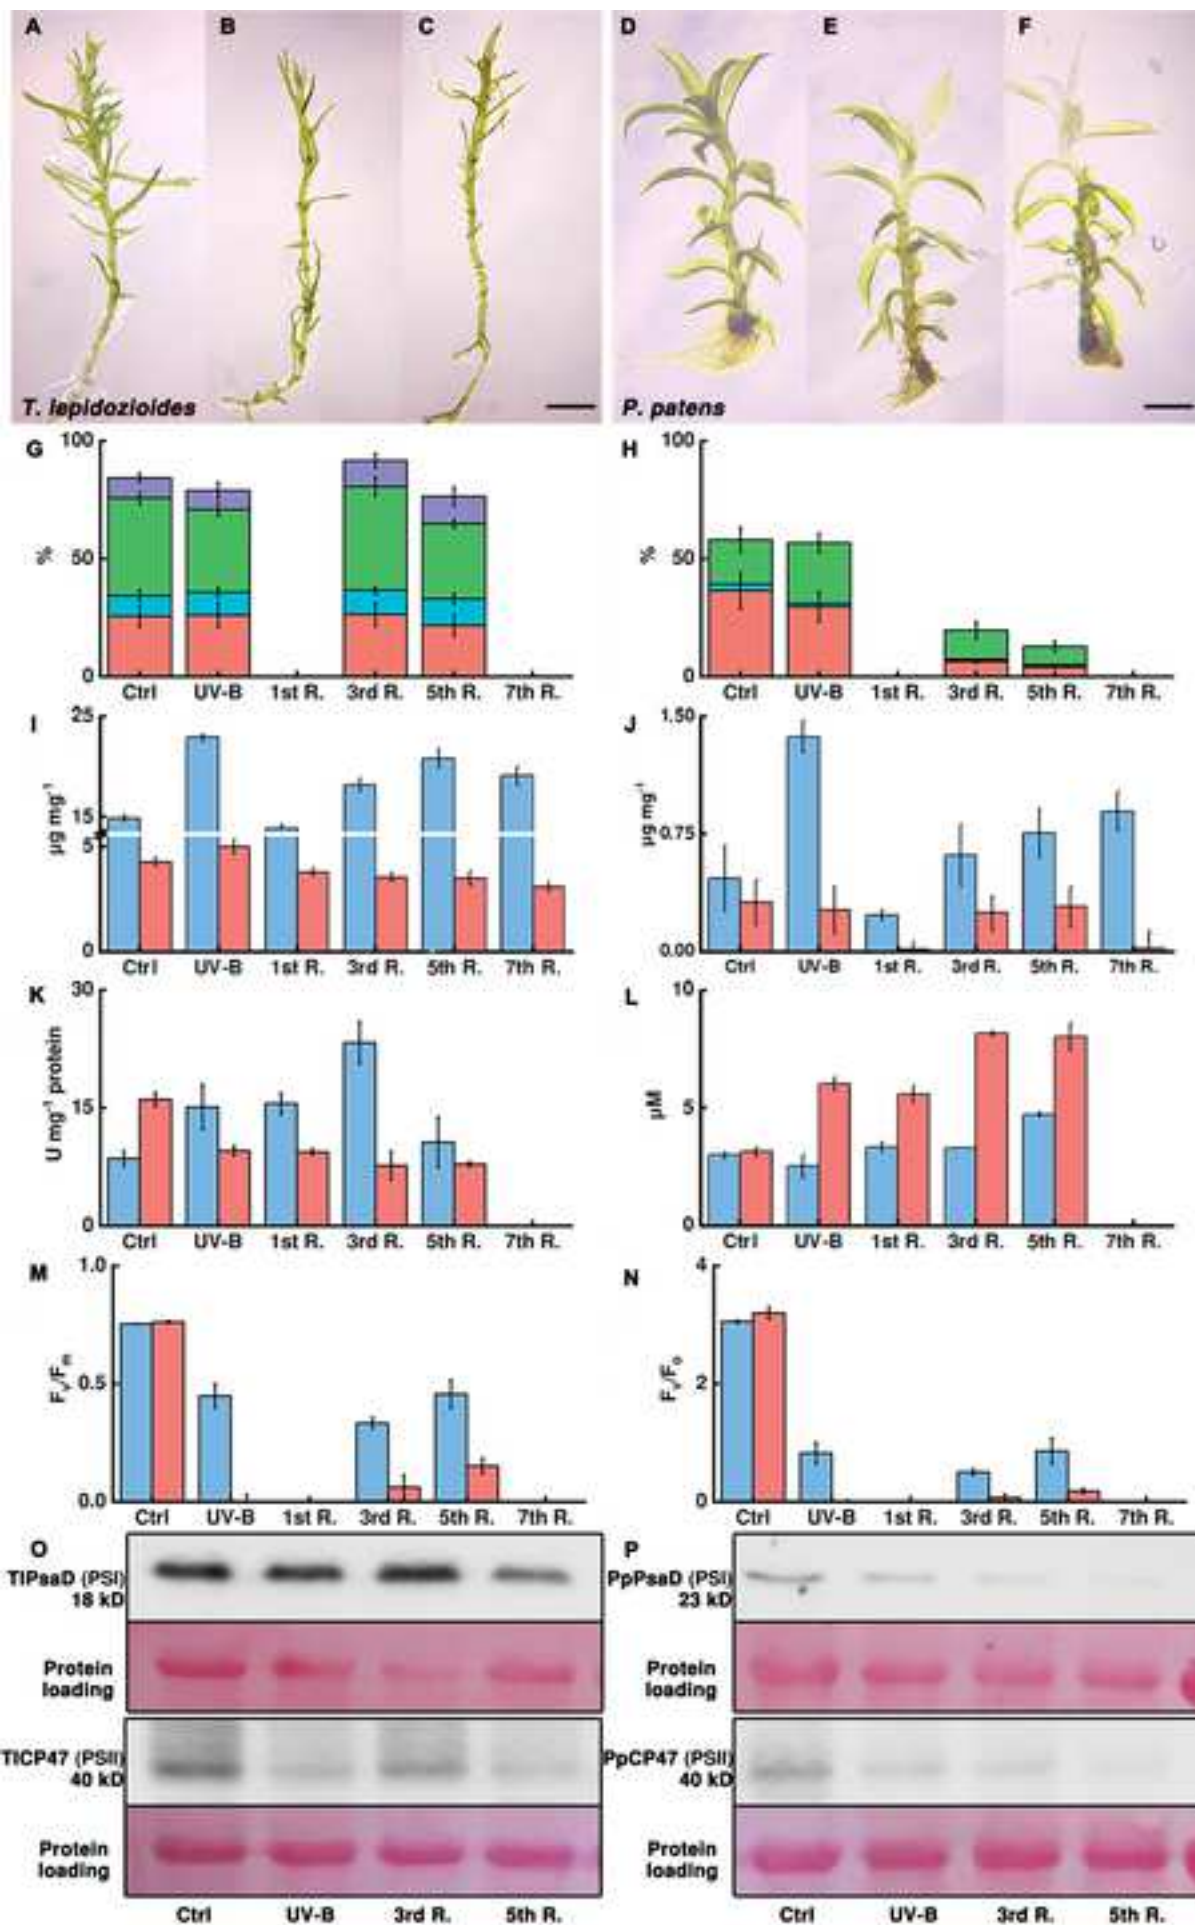 A B C D E F
T. lepidozioides P. patens
G H
100 100
% %
50 50
0 0
Ctrl UV-B 1st R. 3rd R. 5th R. 7th R. Ctrl UV-B 1st R. 3rd R. 5th R. 7th R.
I J
25 1.50
µg mg⁻¹ µg mg⁻¹
15 0.75
5
0 0.00
Ctrl UV-B 1st R. 3rd R. 5th R. 7th R. Ctrl UV-B 1st R. 3rd R. 5th R. 7th R.
K L
30 10
U mg⁻¹ protein µM
15 5
0 0
Ctrl UV-B 1st R. 3rd R. 5th R. 7th R. Ctrl UV-B 1st R. 3rd R. 5th R. 7th R.
M N
1.0 4
Fv/Fm Fv/Fo
0.5 2
0.0 0
Ctrl UV-B 1st R. 3rd R. 5th R. 7th R. Ctrl UV-B 1st R. 3rd R. 5th R. 7th R.
O P
TlPsaD (PSI) PpPsaD (PSI)
18 kD 23 kD
Protein Protein
loading loading
TlCP47 (PSII) PpCP47 (PSII)
40 kD 40 kD
Protein Protein
loading loading
Ctrl UV-B 3rd R. 5th R. Ctrl UV-B 3rd R. 5th R.